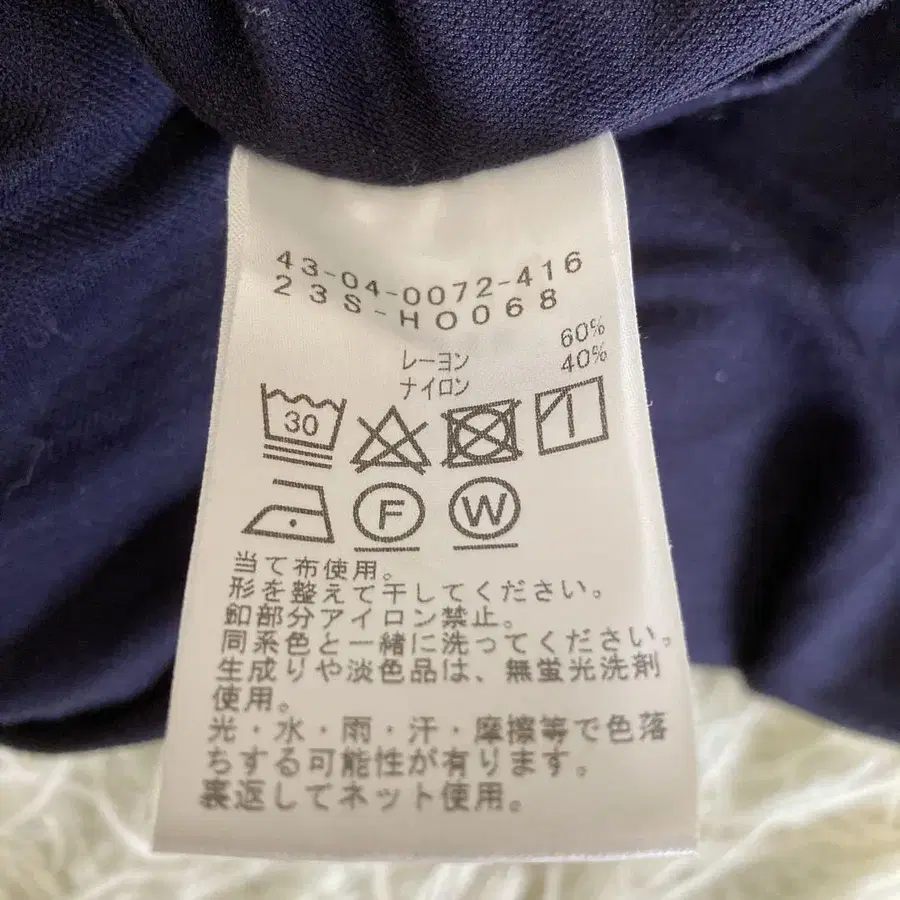 43-04-0072-416
23S-H0068
レーヨン 60%
ナイロン 40%
30
F W
当て布使用。
形を整えて干してください。
釦部分アイロン禁止。
同系色と一緒に洗ってください。
生成りや淡色品は、無蛍光洗剤
使用。
光・水・雨・汗・摩擦等で色落
ちする可能性が有ります。
裏返してネット使用。